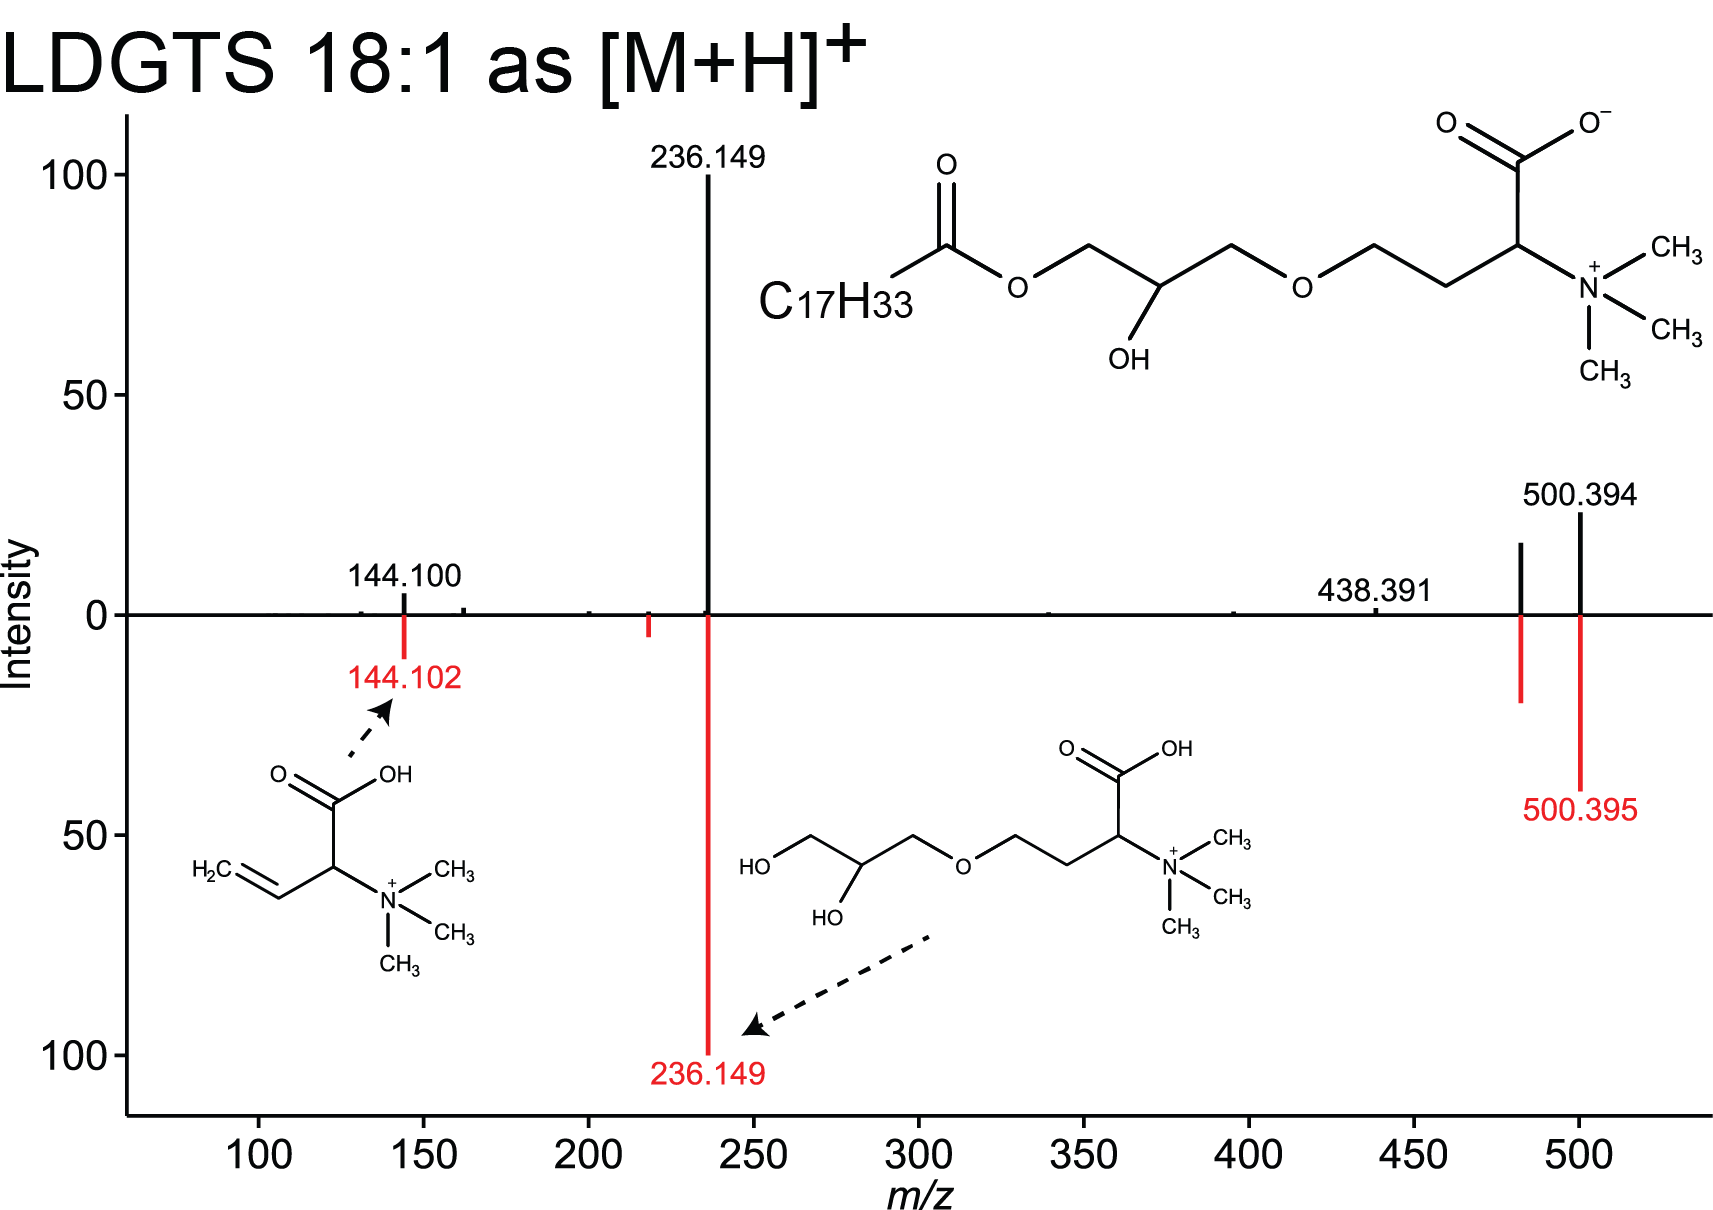 LDGTS 18:1 as [M+H]+
O
O−
O
C17H33
O
OH
O
N+
CH3
CH3
CH3
236.149
500.394
144.100
438.391
144.102
236.149
500.395
O
OH
H2C
N+
CH3
CH3
CH3
O
OH
HO
HO
O
N+
CH3
CH3
CH3
Intensity
100
50
0
50
100
100 150 200 250 300 350 400 450 500
m/z